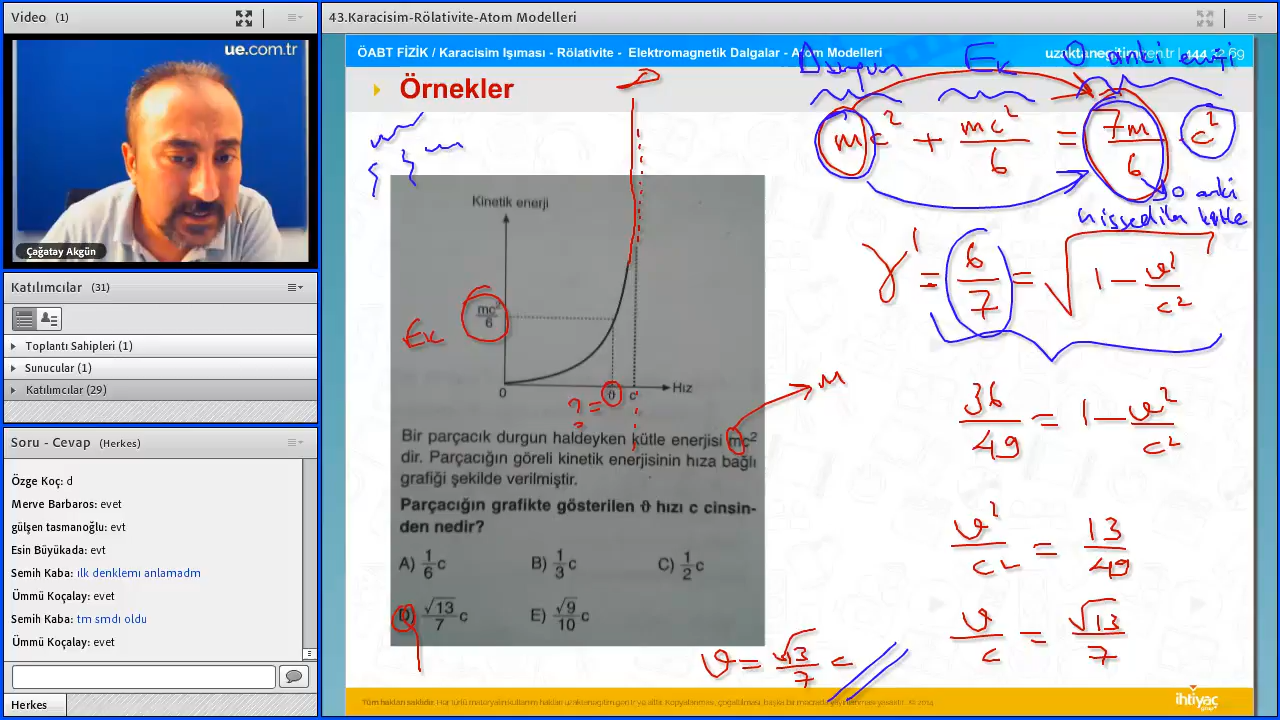 Video (1)
ue.com.tr
Çağatay Akgün
Katılımcılar (31)
Toplantı Sahipleri (1)
Sunucular (1)
Katılımcılar (29)
Soru - Cevap (Herkes)
Özge Koç: d
Merve Barbaros: evet
gülşen tasmanoğlu: evt
Esin Büyükada: evt
Semih Kaba: ılk denklemı anlamadm
Ümmü Koçalay: evet
Semih Kaba: tm smdı oldu
Ümmü Koçalay: evet
Herkes
43.Karacisim-Rölativite-Atom Modelleri
ÖABT FİZİK / Karacisim Işıması - Rölativite - Elektromagnetik Dalgalar - Atom Modelleri
Örnekler
Kinetik enerji
mc²/6
Eₖ
0
ϑ
c
Hız
? =
m
Bir parçacık durgun haldeyken kütle enerjisi mc²
dir. Parçacığın göreli kinetik enerjisinin hıza bağlı
grafiği şekilde verilmiştir.
Parçacığın grafikte gösterilen ϑ hızı c cinsin-
den nedir?
A) 1/6 c B) 1/3 c C) 1/2 c
D) √13/7 c E) √9/10 c
ϑ = √13/7 c
Durgun Eₖ O anki enerji
mc² + mc²/6 = 7m/6 · c²
O anki
hissedilen kütle
γ' = 6/7 = √1 − ϑ²/c²
36/49 = 1 − ϑ²/c²
ϑ²/c² = 13/49
ϑ/c = √13/7
ihtiyaç